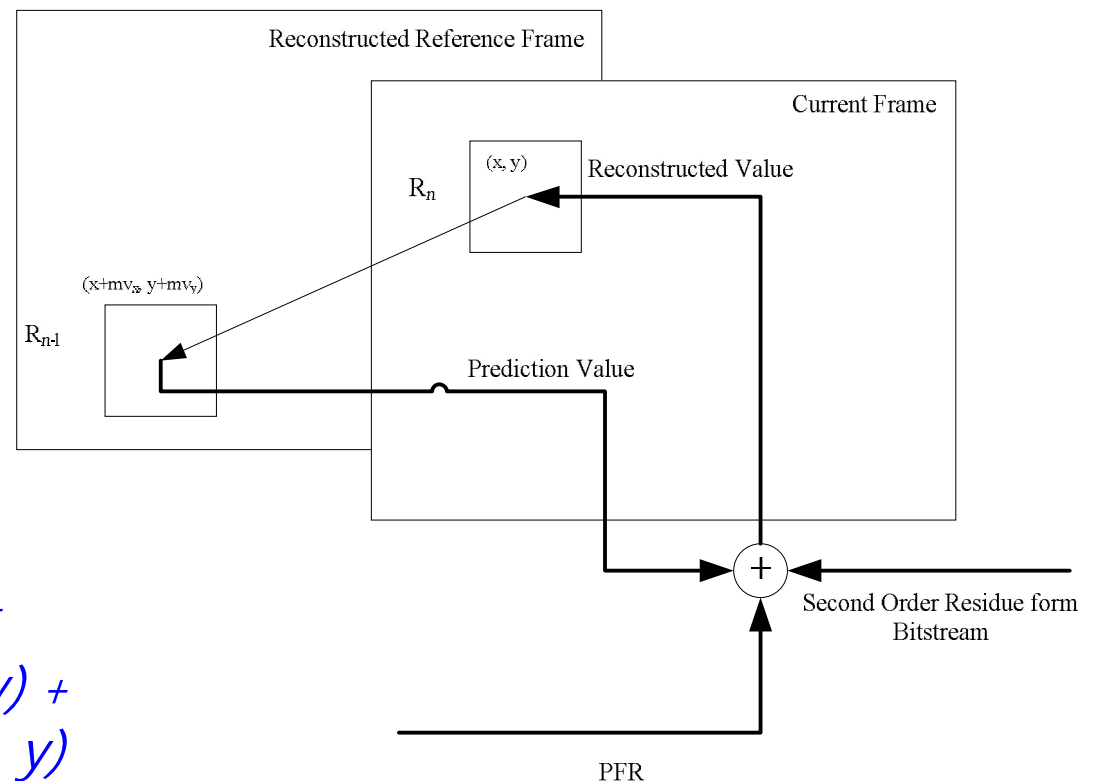 Reconstructed Reference Frame
Current Frame
(x, y)
Reconstructed Value
Rn
(x+mvx, y+mvy)
Rn-1
Prediction Value
+
Second Order Residue form
Bitstream
) +
y)
PFR